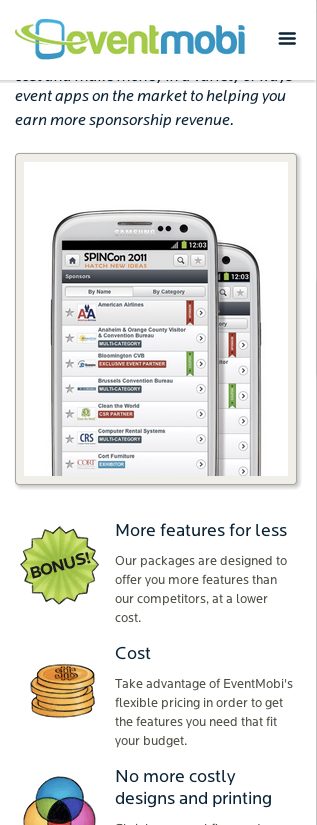 eventmobi
event apps on the market to helping you
earn more sponsorship revenue.
SAMSUNG
12:03
SPINCon 2011
HATCH NEW IDEAS
Sponsors
By Name
By Category
American Airlines
Anaheim & Orange County Visitor
& Convention Bureau
MULTI-CATEGORY
Bloomington CVB
EXCLUSIVE EVENT PARTNER
Brussels Convention Bureau
MULTI-CATEGORY
Clean the World
CSR PARTNER
Computer Rental Systems
CRS
MULTI-CATEGORY
Cort Furniture
CORT
EXHIBITOR
12:03
BONUS!
More features for less
Our packages are designed to
offer you more features than
our competitors, at a lower
cost.
Cost
Take advantage of EventMobi's
flexible pricing in order to get
the features you need that fit
your budget.
No more costly
designs and printing